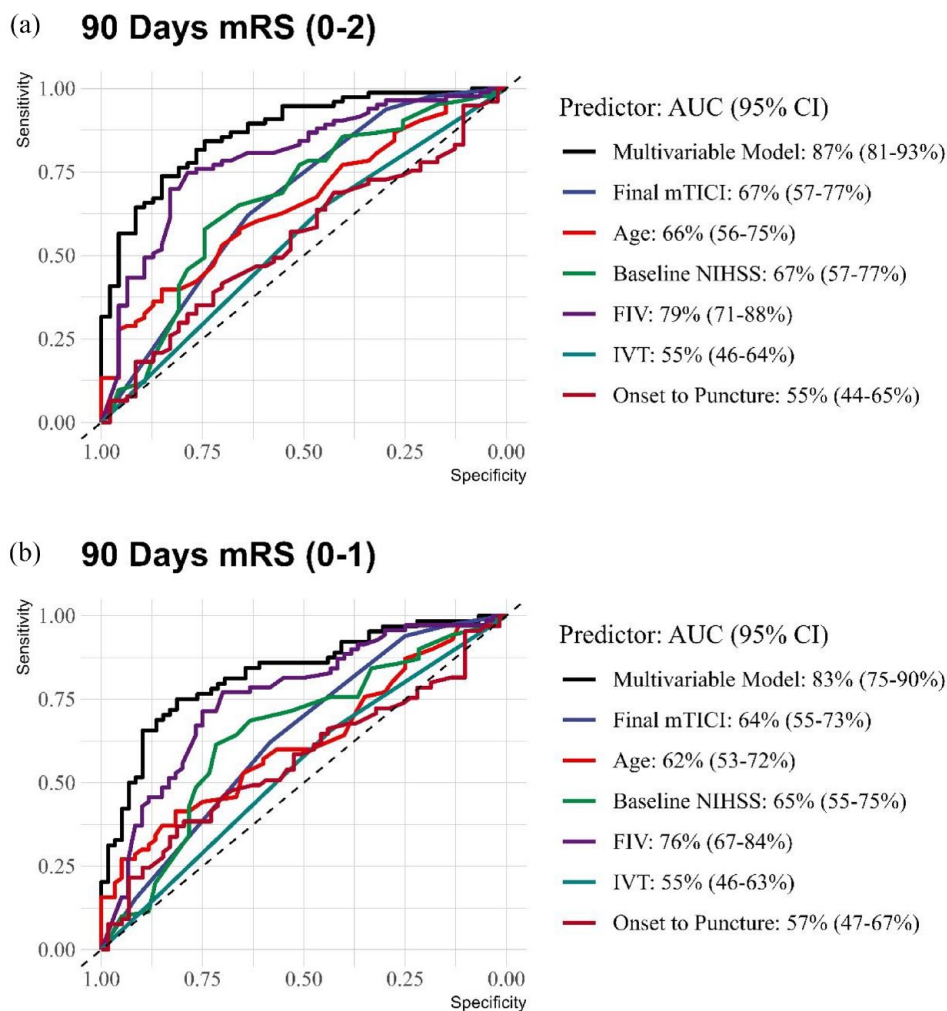 (a) 90 Days mRS (0-2)
Sensitivity
1.00
0.75
0.50
0.25
0.00
1.00 0.75 0.50 0.25 0.00
Specificity
Predictor: AUC (95% CI)
Multivariable Model: 87% (81-93%)
Final mTICI: 67% (57-77%)
Age: 66% (56-75%)
Baseline NIHSS: 67% (57-77%)
FIV: 79% (71-88%)
IVT: 55% (46-64%)
Onset to Puncture: 55% (44-65%)
(b) 90 Days mRS (0-1)
Sensitivity
1.00
0.75
0.50
0.25
0.00
1.00 0.75 0.50 0.25 0.00
Specificity
Predictor: AUC (95% CI)
Multivariable Model: 83% (75-90%)
Final mTICI: 64% (55-73%)
Age: 62% (53-72%)
Baseline NIHSS: 65% (55-75%)
FIV: 76% (67-84%)
IVT: 55% (46-63%)
Onset to Puncture: 57% (47-67%)